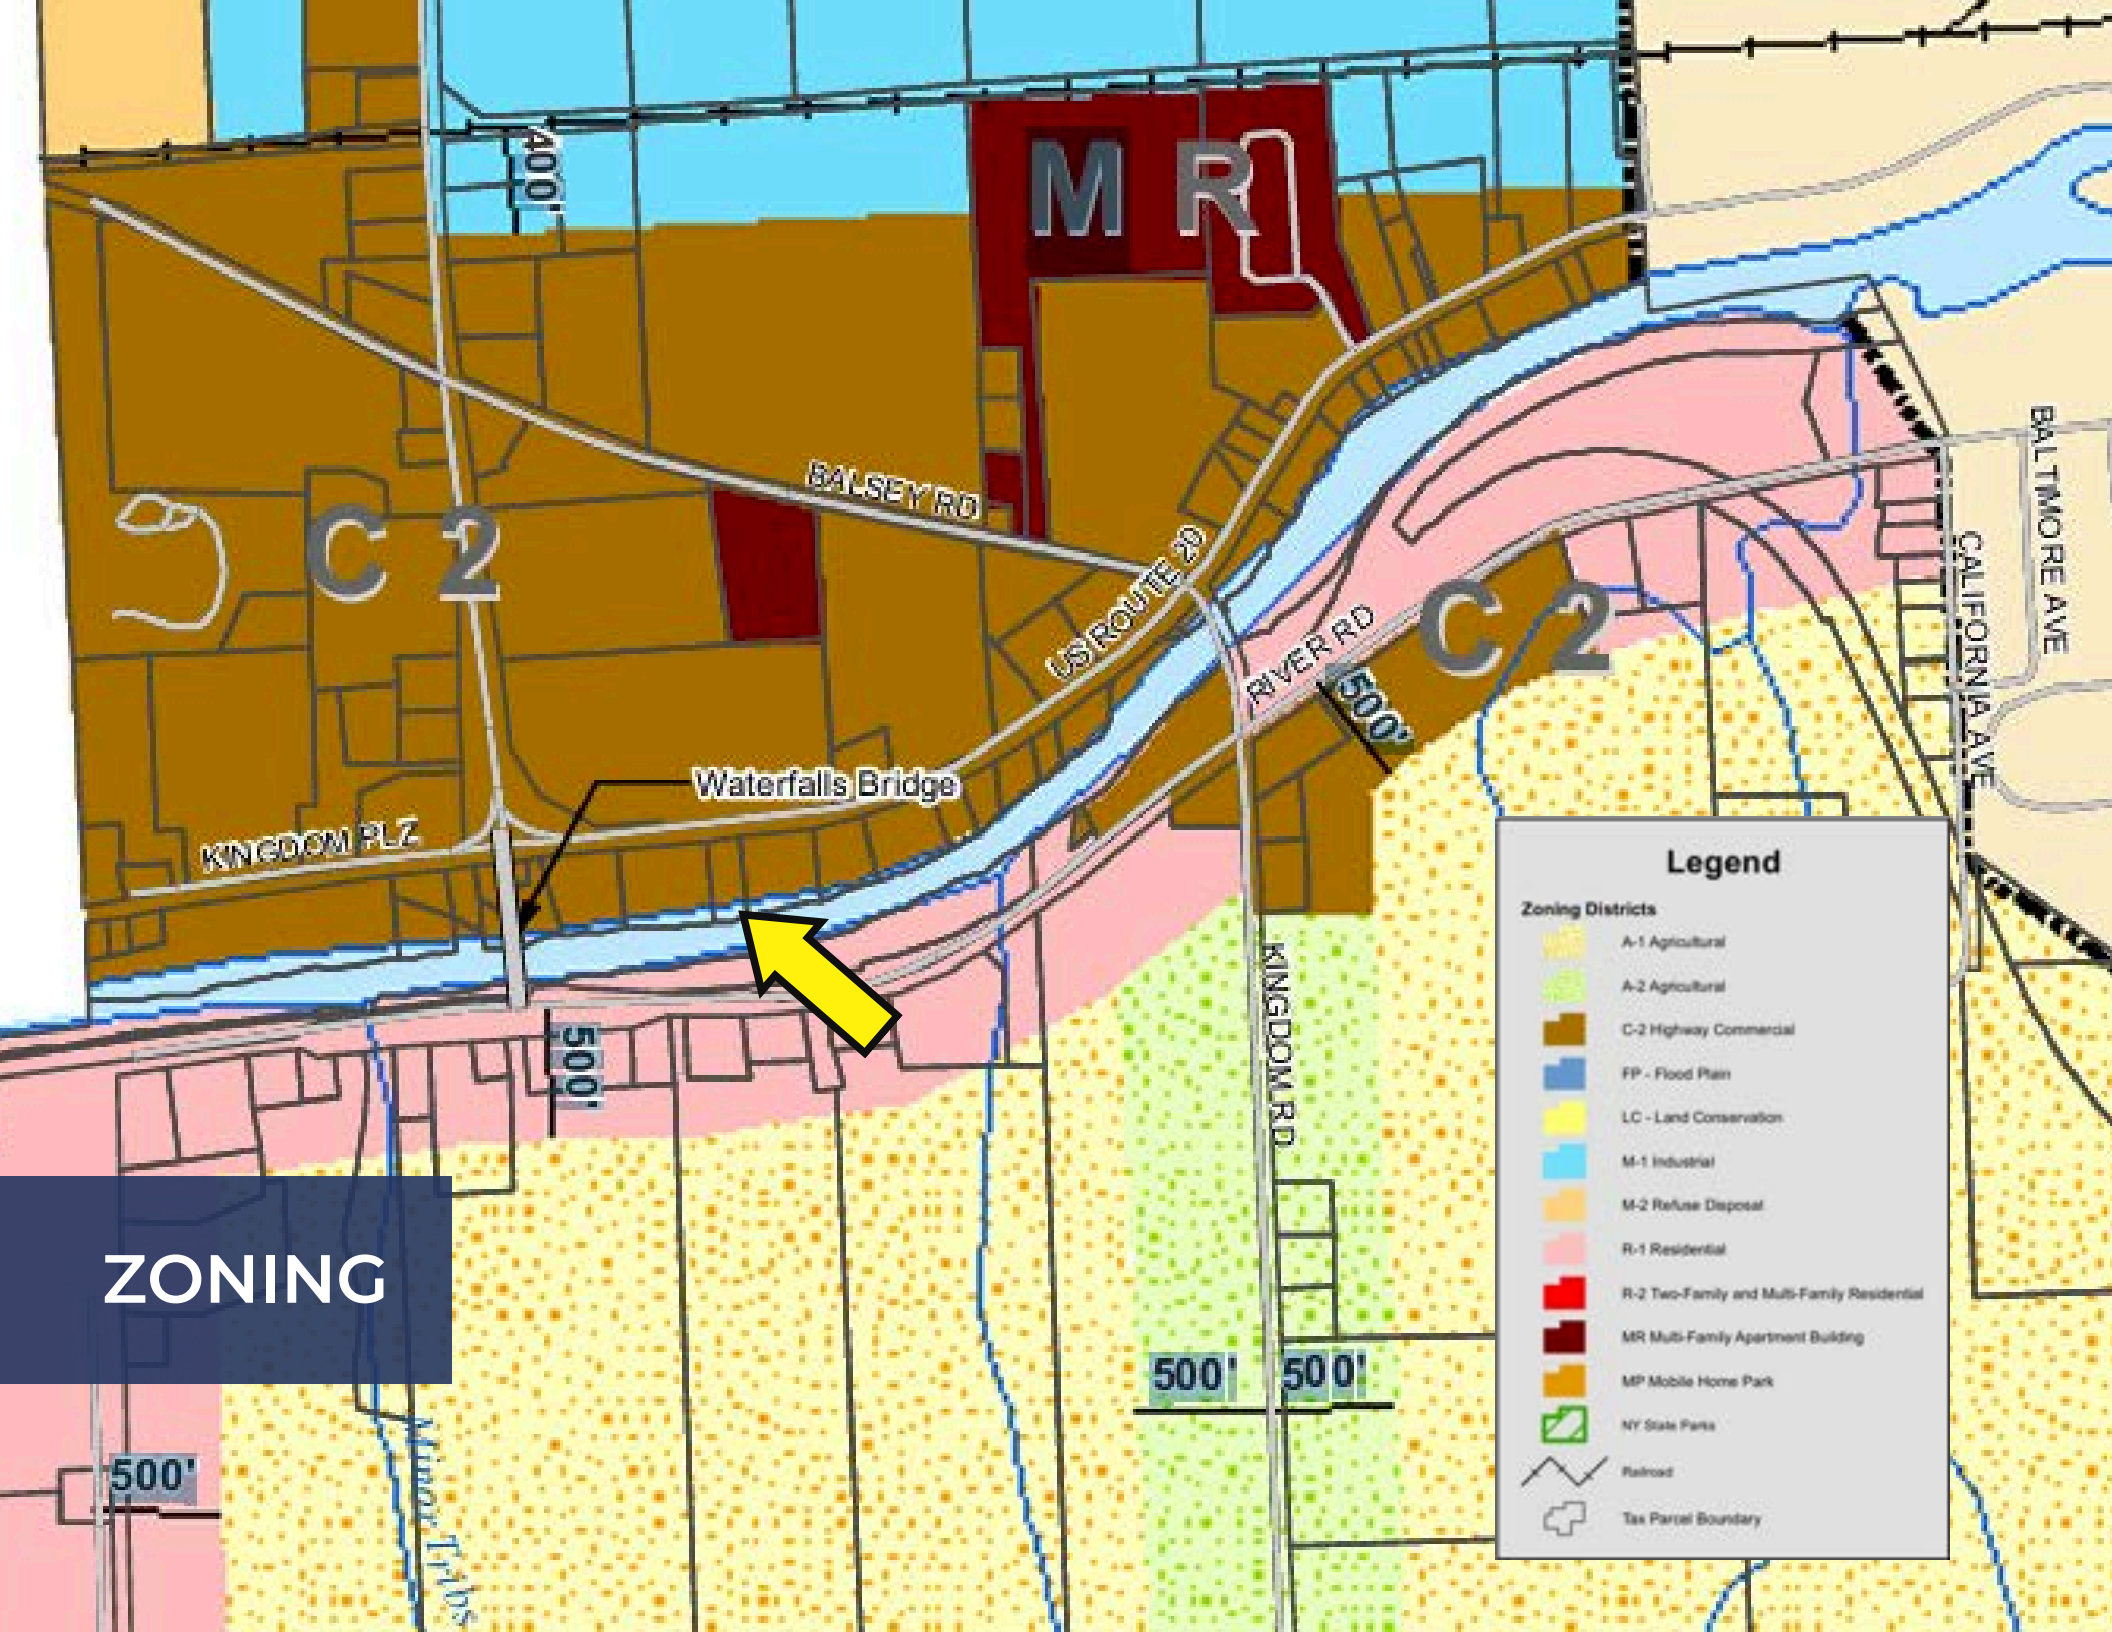 400'
M R
BALSEY RD
C 2
US ROUTE 20
RIVER RD
C 2
500'
BALTIMORE AVE
CALIFORNIA AVE
Waterfalls Bridge
KINGDOM PLZ
KINGDOM RD
500'
ZONING
500' 500'
500'
Minor Tribs
Legend
Zoning Districts
A-1 Agricultural
A-2 Agricultural
C-2 Highway Commercial
FP - Flood Plain
LC - Land Conservation
M-1 Industrial
M-2 Refuse Disposal
R-1 Residential
R-2 Two-Family and Multi-Family Residential
MR Multi-Family Apartment Building
MP Mobile Home Park
NY State Parks
Railroad
Tax Parcel Boundary